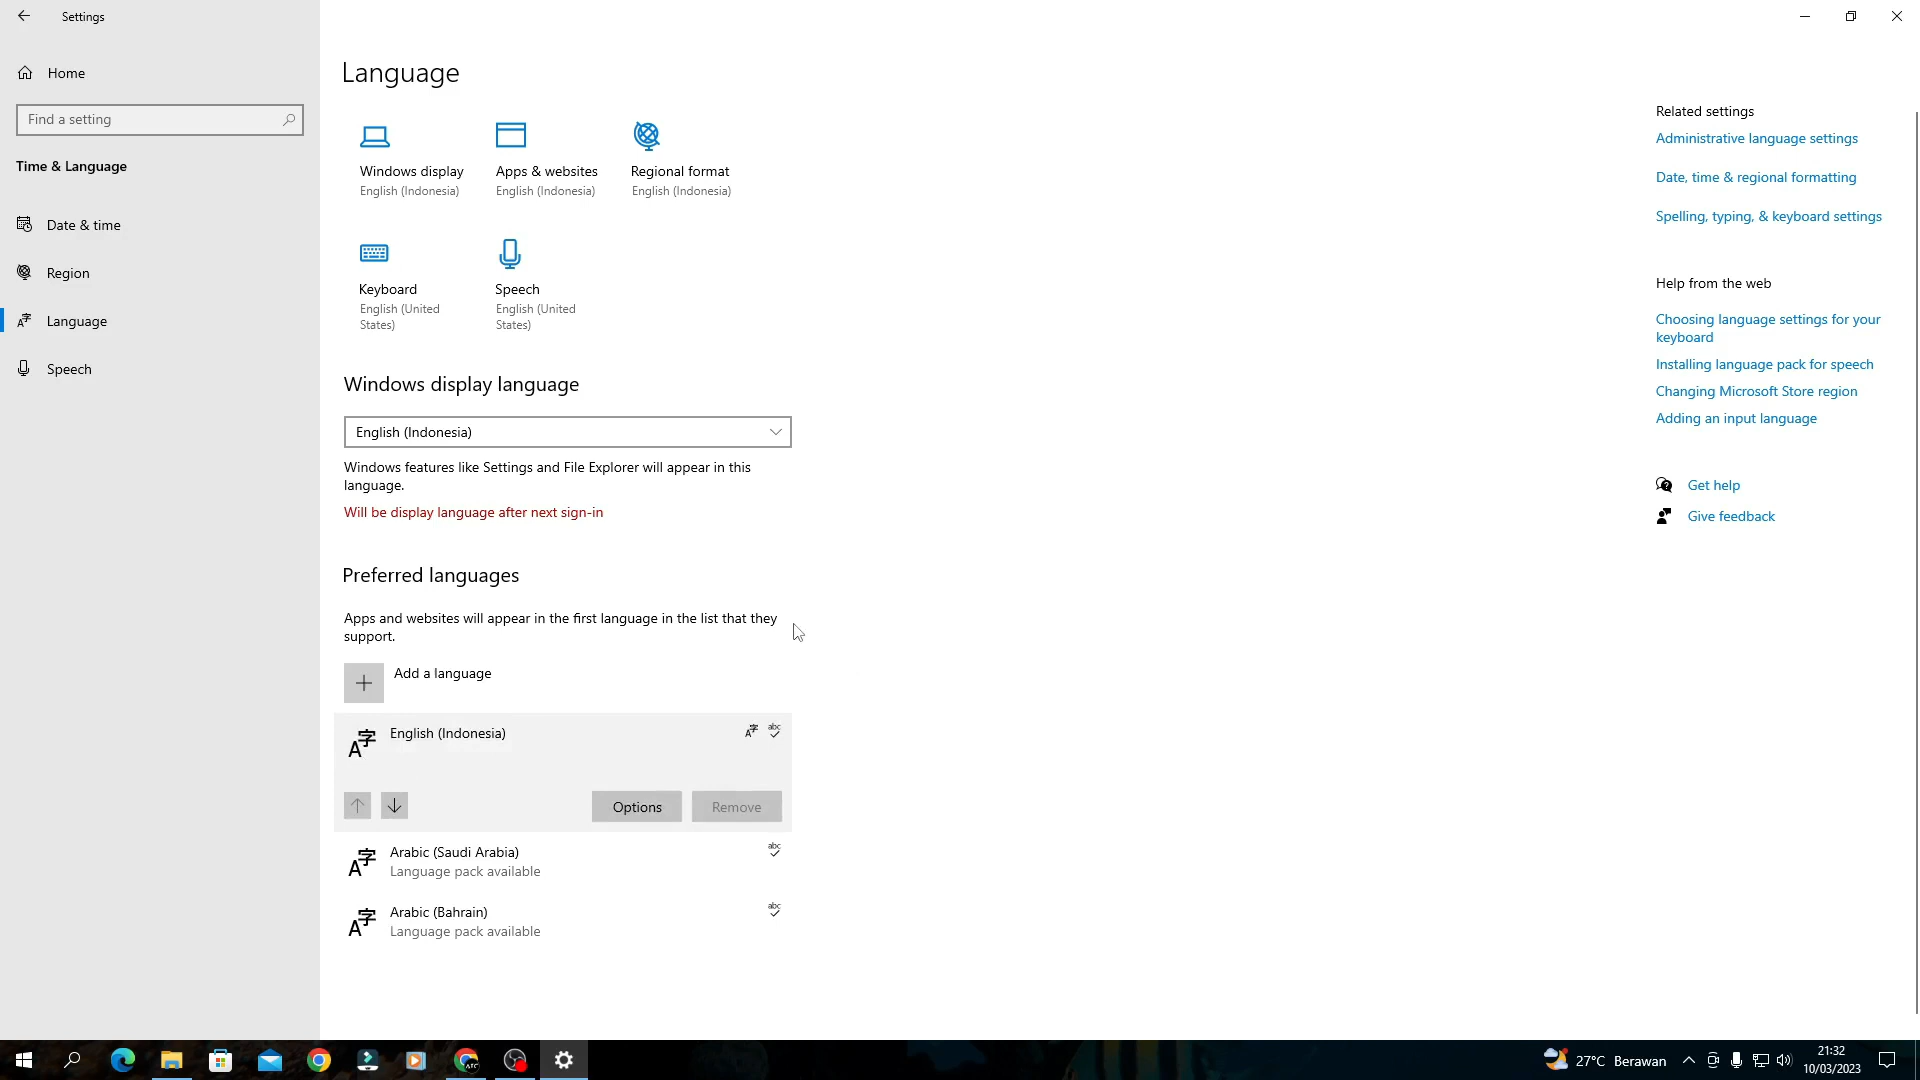 Settings
Home
Find a setting
Time & Language
Date & time
Region
Language
Speech
Language
Windows display
English (Indonesia)
Apps & websites
English (Indonesia)
Regional format
English (Indonesia)
Keyboard
English (United
States)
Speech
English (United
States)
Windows display language
English (Indonesia)
Windows features like Settings and File Explorer will appear in this
language.
Will be display language after next sign-in
Preferred languages
Apps and websites will appear in the first language in the list that they
support.
Add a language
English (Indonesia)
Options
Remove
Arabic (Saudi Arabia)
Language pack available
Arabic (Bahrain)
Language pack available
Related settings
Administrative language settings
Date, time & regional formatting
Spelling, typing, & keyboard settings
Help from the web
Choosing language settings for your
keyboard
Installing language pack for speech
Changing Microsoft Store region
Adding an input language
Get help
Give feedback
27°C Berawan
21:32
10/03/2023